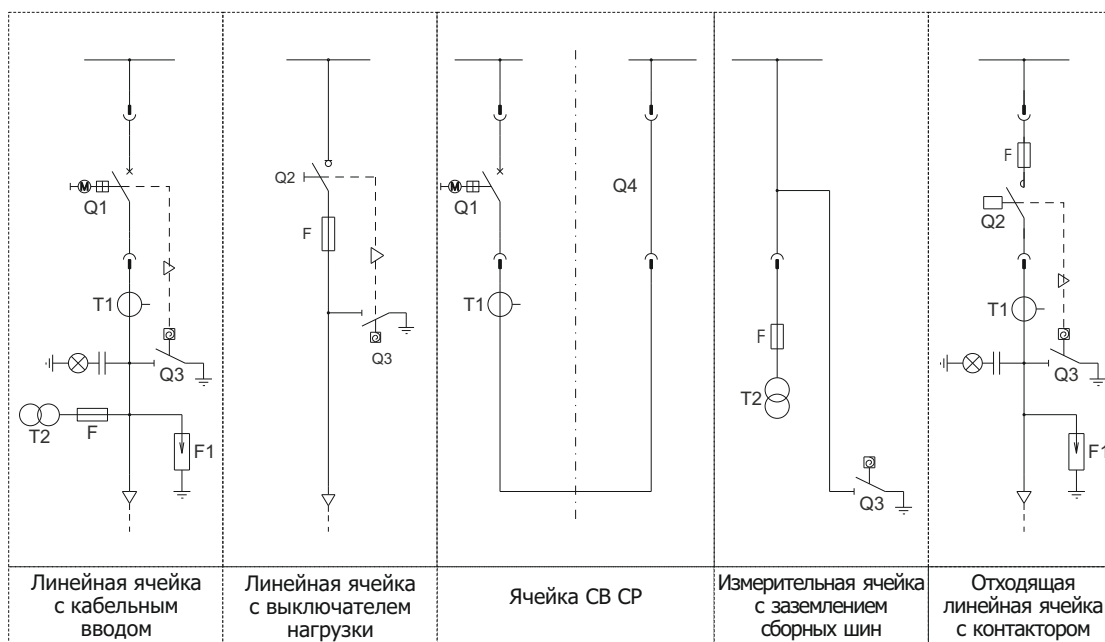 M
Q1
T1
Q3
T2
F
F1
Линейная ячейка
с кабельным
вводом
Q2
F
Q3
Линейная ячейка
с выключателем
нагрузки
M
Q1
T1
Q4
Ячейка СВ СР
F
T2
Q3
Измерительная ячейка
с заземлением
сборных шин
F
Q2
T1
Q3
F1
Отходящая
линейная ячейка
с контактором